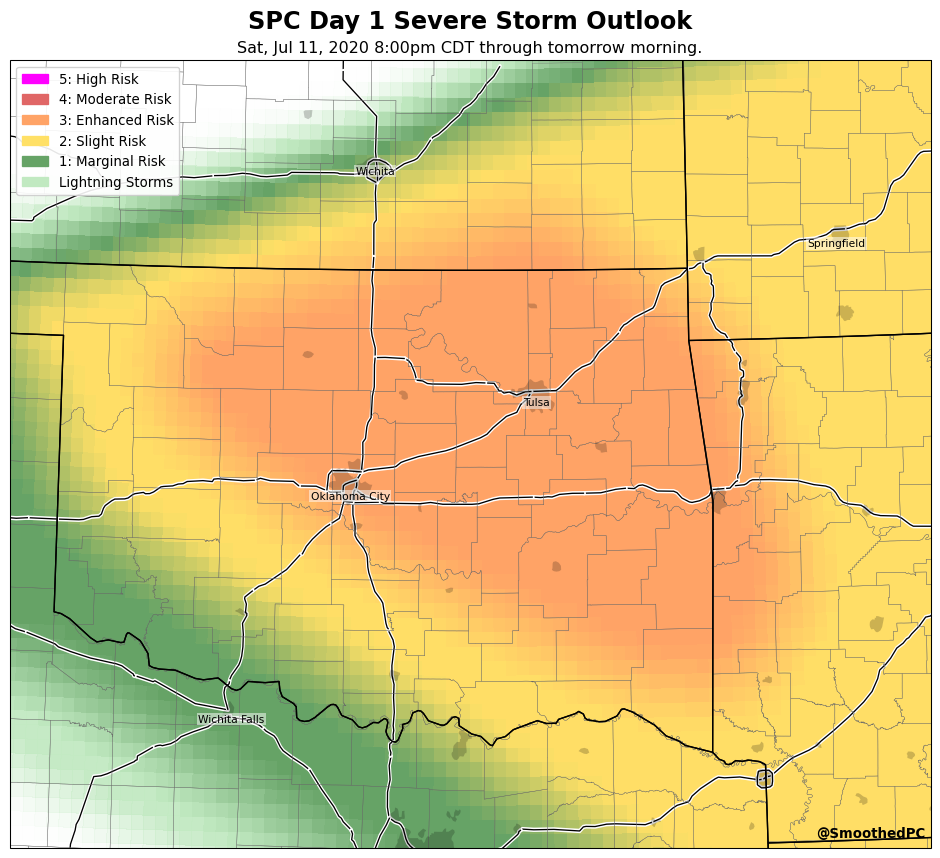 SPC Day 1 Severe Storm Outlook
Sat, Jul 11, 2020 8:00pm CDT through tomorrow morning.
5: High Risk
4: Moderate Risk
3: Enhanced Risk
2: Slight Risk
1: Marginal Risk
Lightning Storms
Wichita
Springfield
Tulsa
Oklahoma City
Wichita Falls
@SmoothedPC